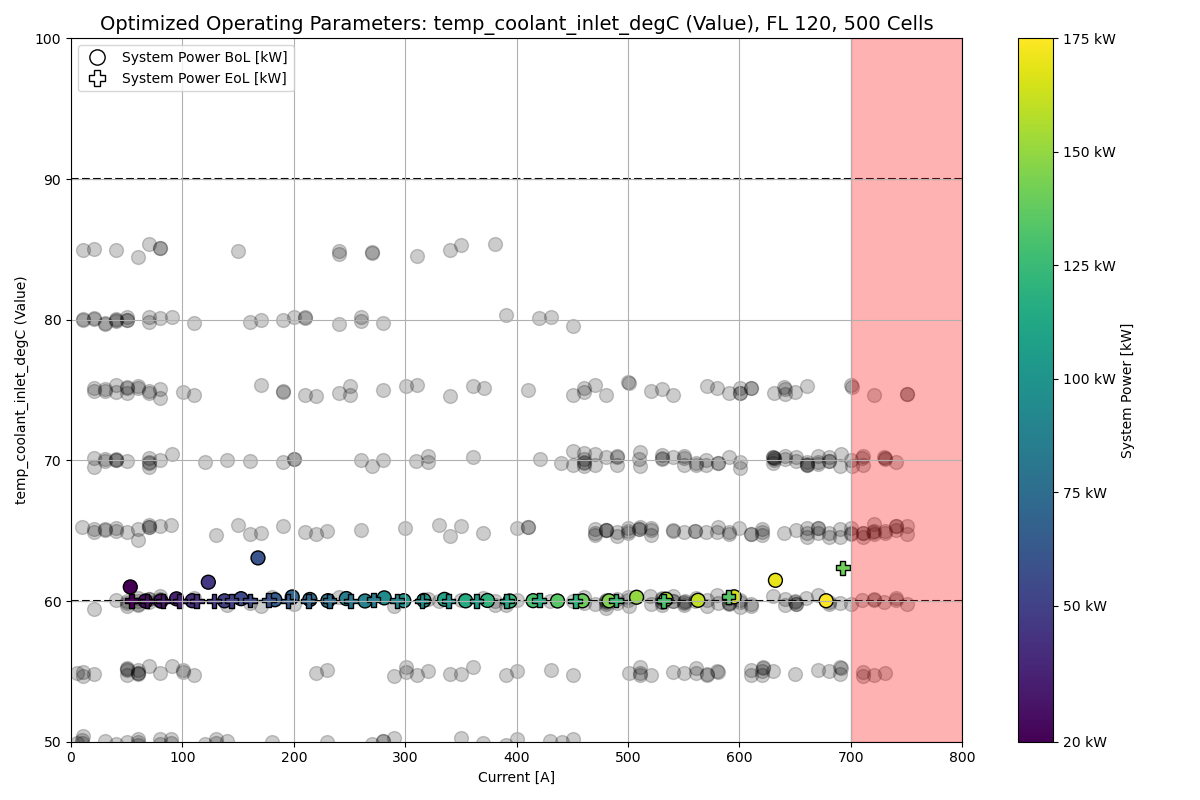 Optimized Operating Parameters: temp_coolant_inlet_degC (Value), FL 120, 500 Cells
System Power BoL [kW]
System Power EoL [kW]
temp_coolant_inlet_degC (Value)
100
90
80
70
60
50
0
100
200
300
400
500
600
700
800
Current [A]
175 kW
150 kW
125 kW
100 kW
75 kW
50 kW
20 kW
System Power [kW]